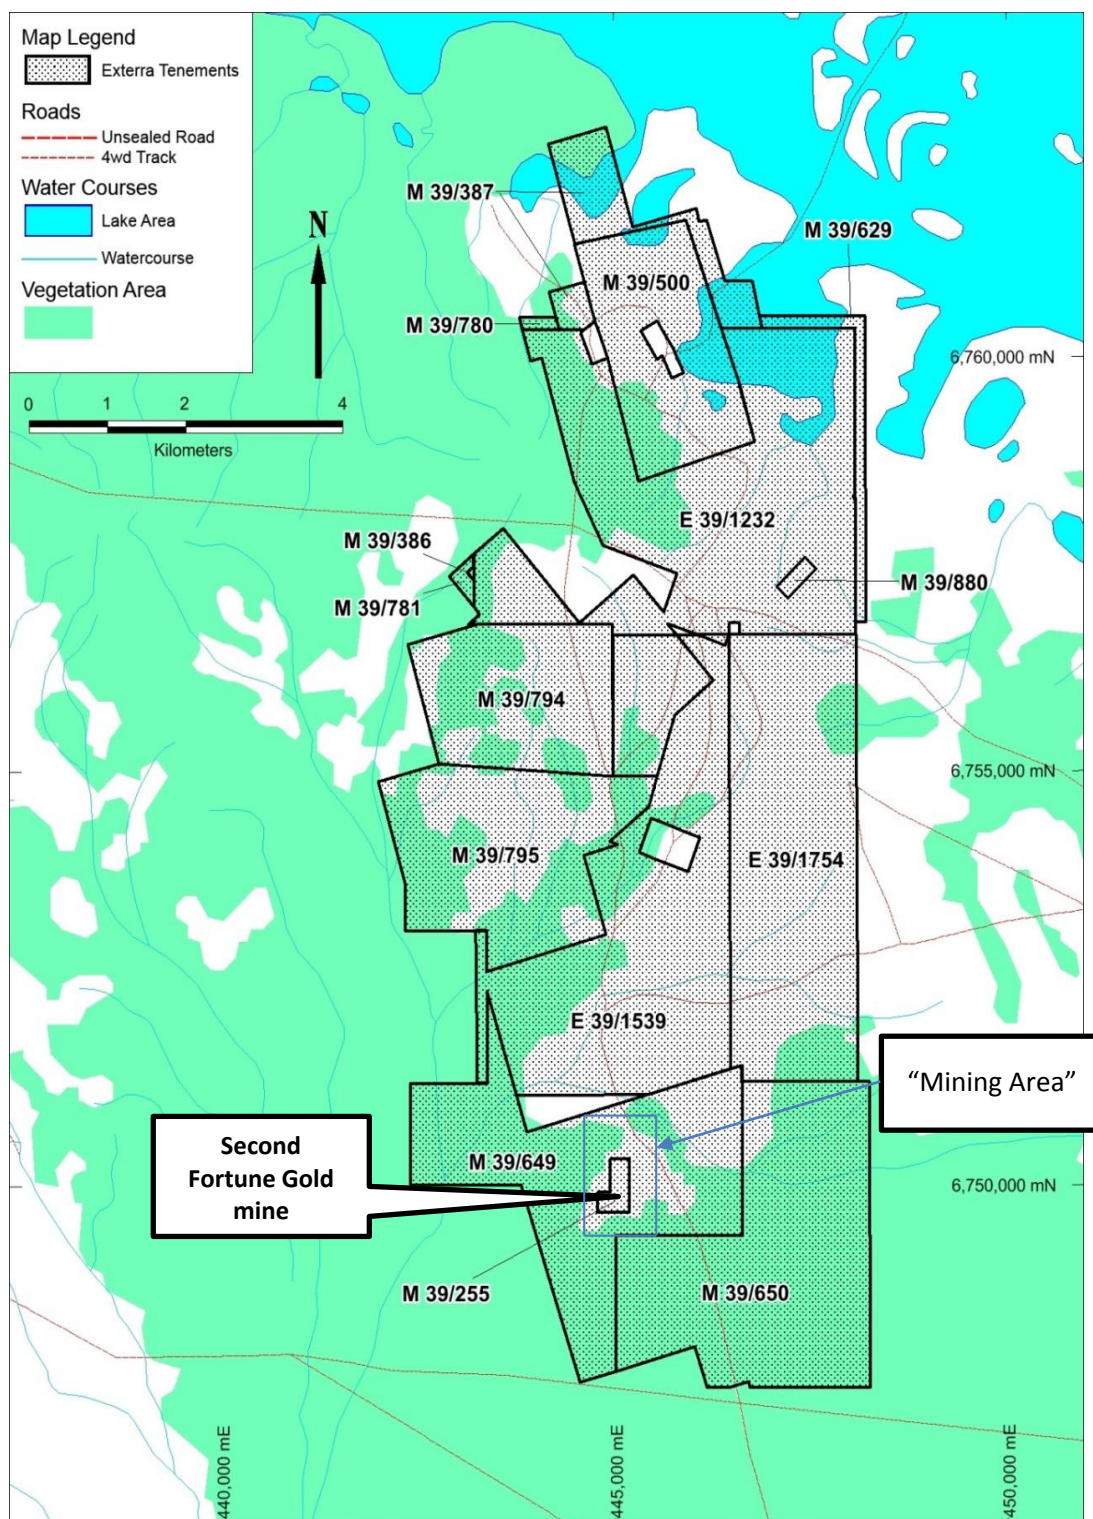 Map Legend
Exterra Tenements
Roads
Unsealed Road
4wd Track
Water Courses
Lake Area
Watercourse
Vegetation Area
N
0 1 2 4
Kilometers
M 39/387
M 39/629
M 39/500
M 39/780
6,760,000 mN
E 39/1232
M 39/386
M 39/880
M 39/781
M 39/794
6,755,000 mN
M 39/795
E 39/1754
E 39/1539
“Mining Area”
Second
Fortune Gold
mine
M 39/649
6,750,000 mN
M 39/255
M 39/650
440,000 mE
445,000 mE
450,000 mE